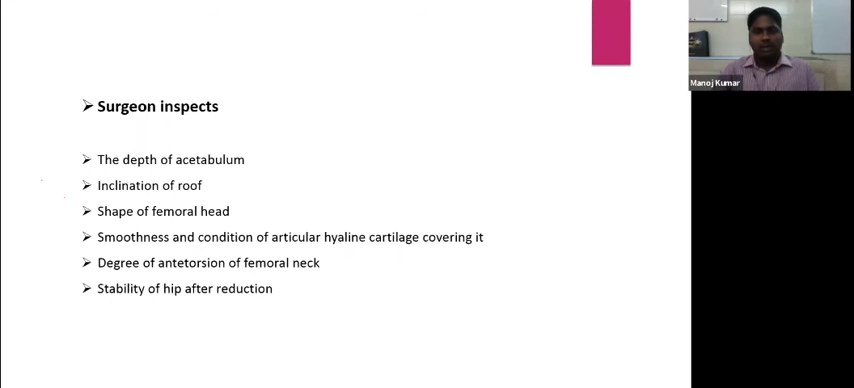 ➢ Surgeon inspects
➢ The depth of acetabulum
➢ Inclination of roof
➢ Shape of femoral head
➢ Smoothness and condition of articular hyaline cartilage covering it
➢ Degree of antetorsion of femoral neck
➢ Stability of hip after reduction
Manoj Kumar